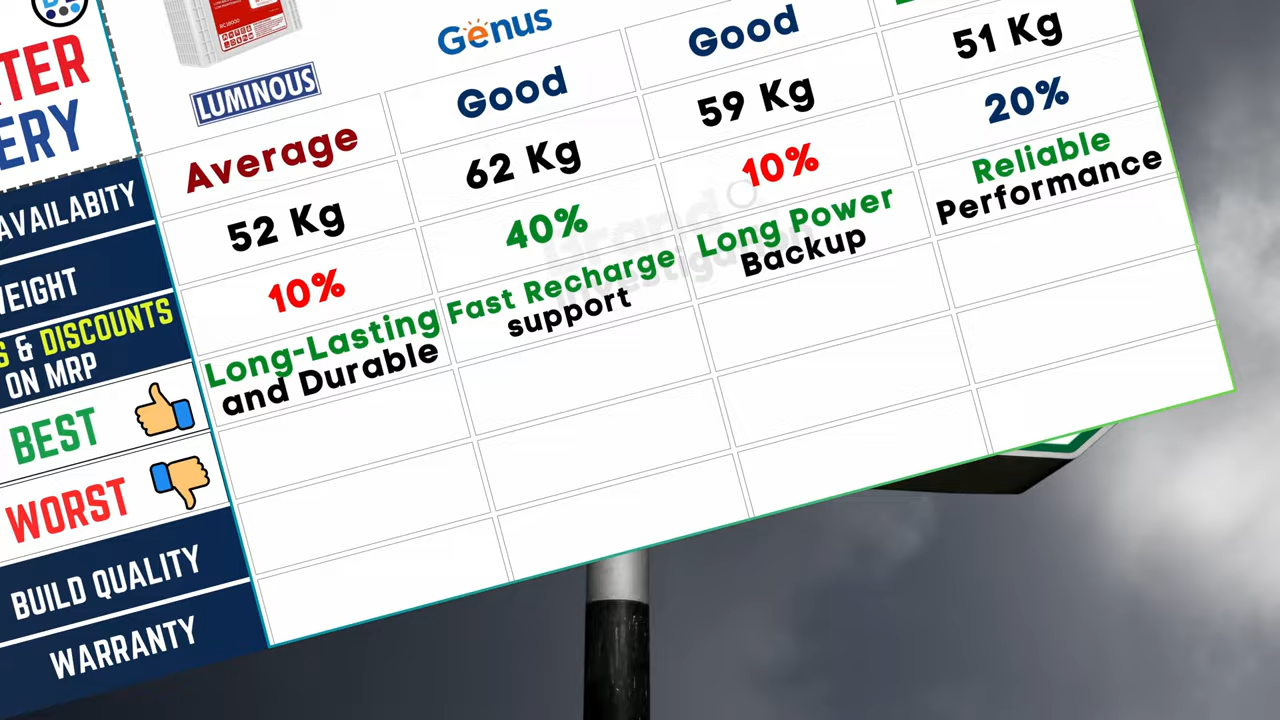 TER
ERY
LUMINOUS
Genus
Average
Good
Good
AVAILABITY
52 Kg
62 Kg
59 Kg
51 Kg
WEIGHT
10%
40%
10%
20%
S & DISCOUNTS
ON MRP
Long-Lasting
and Durable
Fast Recharge
support
Long Power
Backup
Reliable
Performance
BEST
WORST
BUILD QUALITY
WARRANTY